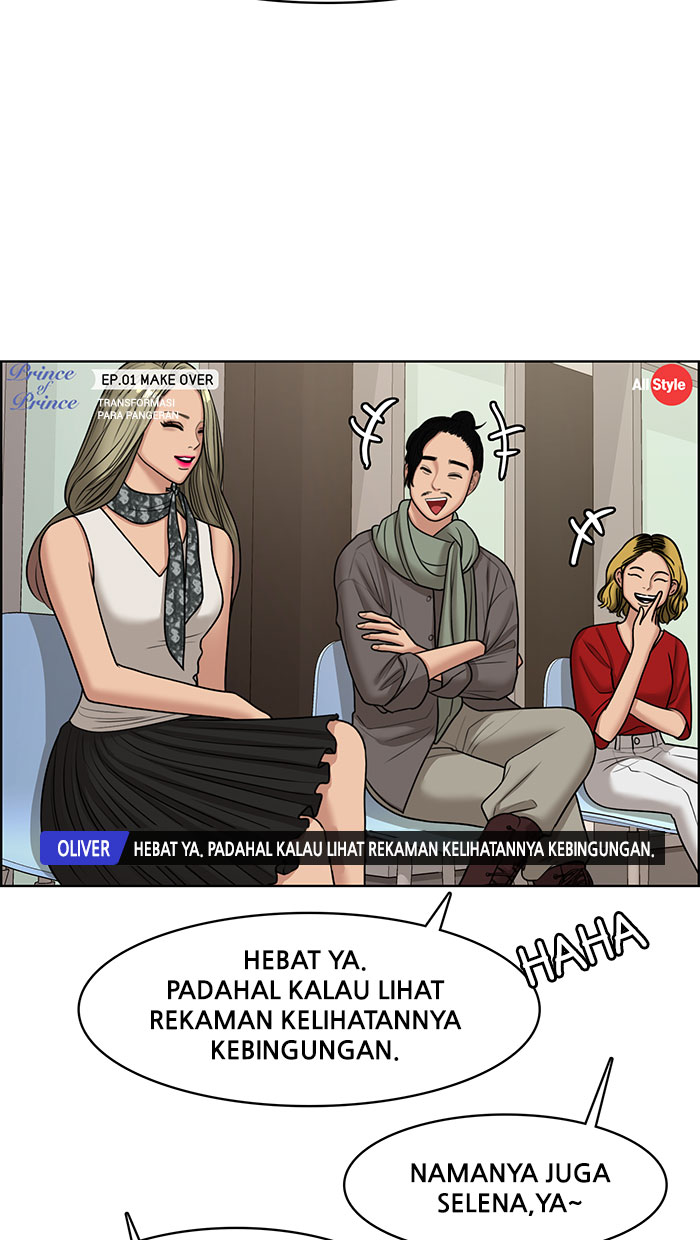 Prince
of
Prince
EP.01 MAKE OVER
TRANSFORMASI
PARA PANGERAN
All Style
OLIVER
HEBAT YA. PADAHAL KALAU LIHAT REKAMAN KELIHATANNYA KEBINGUNGAN.
HAHA
HEBAT YA.
PADAHAL KALAU LIHAT
REKAMAN KELIHATANNYA
KEBINGUNGAN.
NAMANYA JUGA
SELENA,YA~